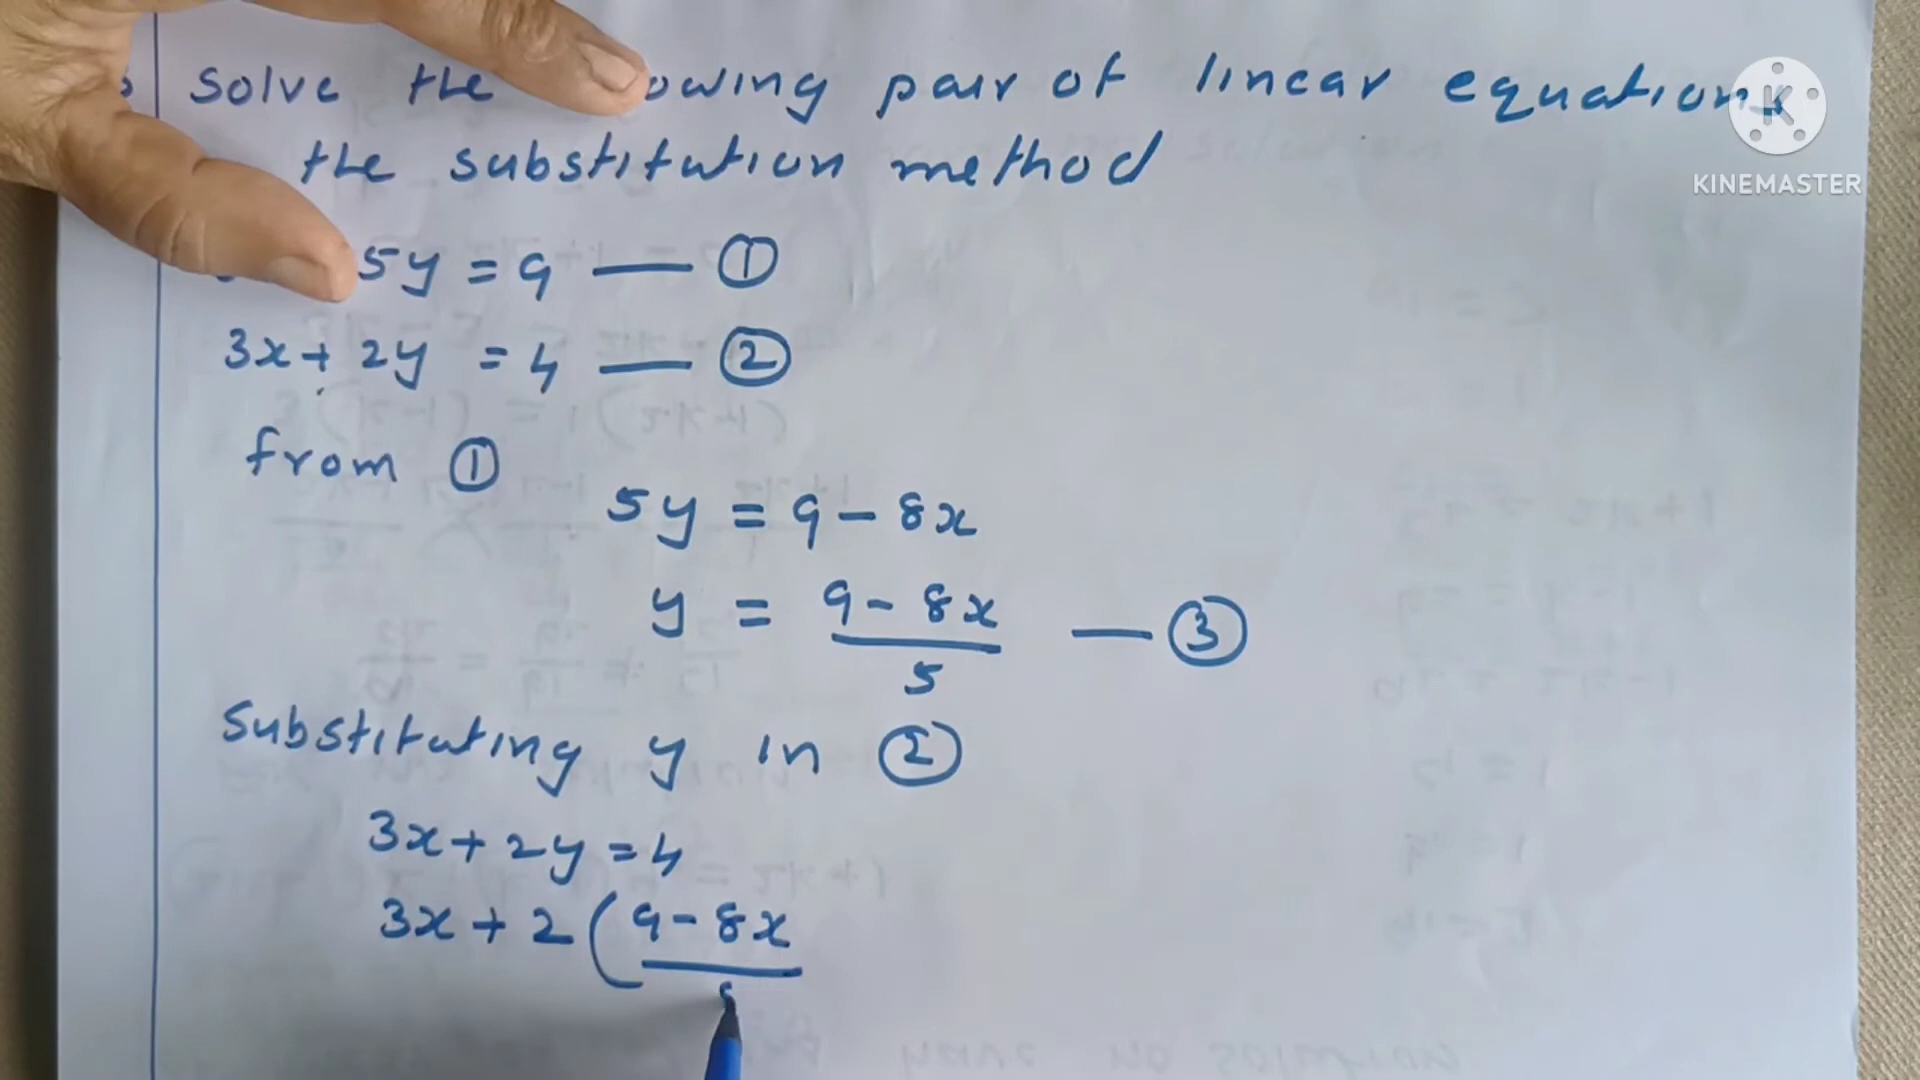 solve the owing pair of linear equations
the substitution method
5y = 9 — ①
3x + 2y = 4 — ②
from ①
5y = 9 - 8x
y = 9 - 8x / 5 — ③
Substituting y in ②
3x + 2y = 4
3x + 2 ( 9 - 8x
KINEMASTER